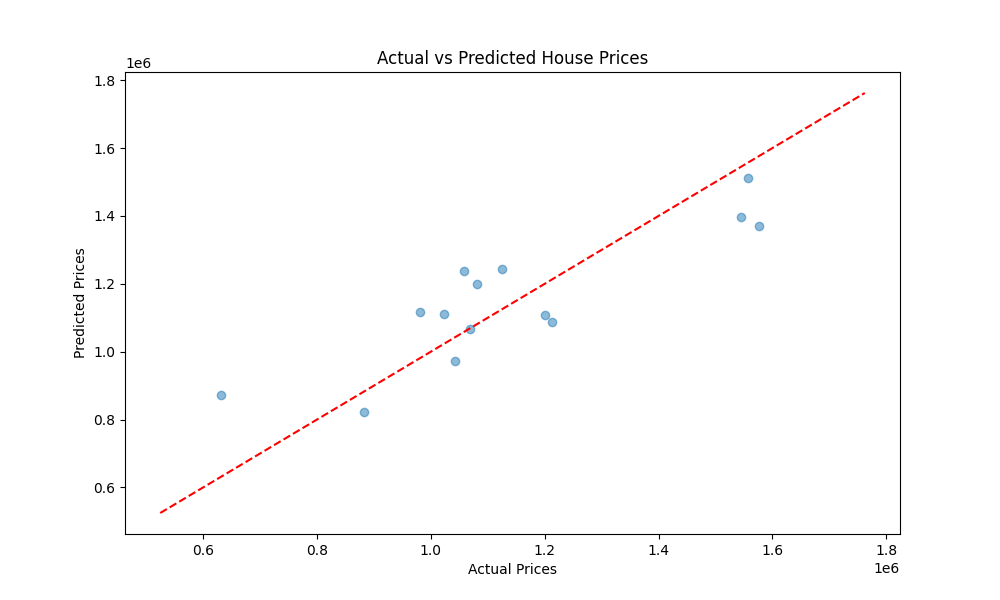 Actual vs Predicted House Prices
1e6
1.8
1.6
1.4
1.2
1.0
0.8
0.6
Predicted Prices
0.6 0.8 1.0 1.2 1.4 1.6 1.8
Actual Prices
1e6